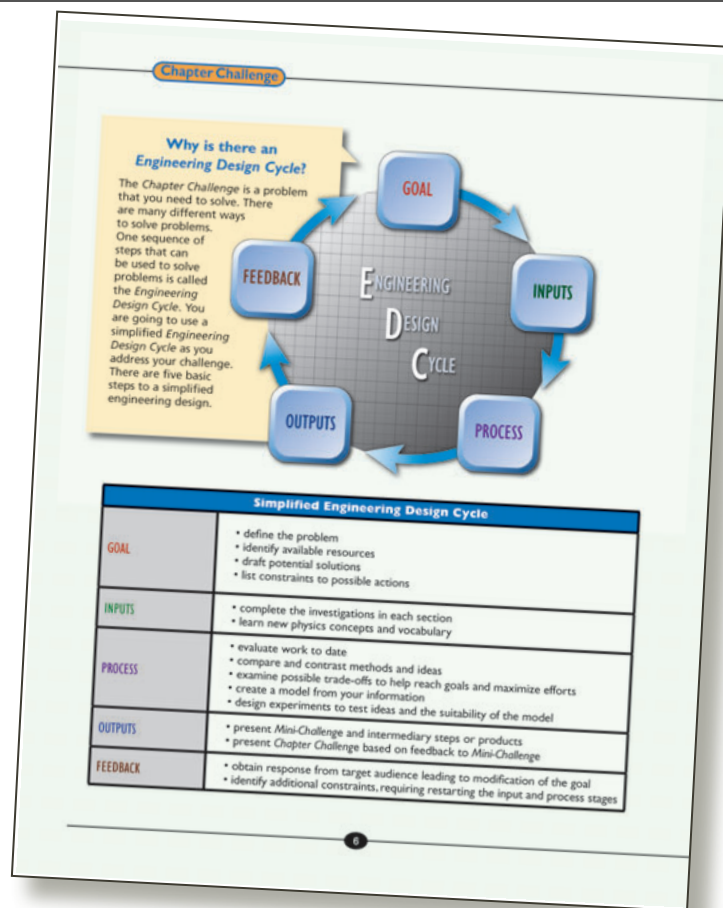 Chapter Challenge
Why is there an
Engineering Design Cycle?
The Chapter Challenge is a problem
that you need to solve. There
are many different ways
to solve problems.
One sequence of
steps that can
be used to solve
problems is called
the Engineering
Design Cycle. You
are going to use a
simplified Engineering
Design Cycle as you
address your challenge.
There are five basic
steps to a simplified
engineering design.
GOAL
INPUTS
PROCESS
OUTPUTS
FEEDBACK
ENGINEERING
DESIGN
CYCLE
Simplified Engineering Design Cycle
GOAL
• define the problem
• identify available resources
• draft potential solutions
• list constraints to possible actions
INPUTS
• complete the investigations in each section
• learn new physics concepts and vocabulary
PROCESS
• evaluate work to date
• compare and contrast methods and ideas
• examine possible trade-offs to help reach goals and maximize efforts
• create a model from your information
• design experiments to test ideas and the suitability of the model
OUTPUTS
• present Mini-Challenge and intermediary steps or products
• present Chapter Challenge based on feedback to Mini-Challenge
FEEDBACK
• obtain response from target audience leading to modification of the goal
• identify additional constraints, requiring restarting the input and process stages
6